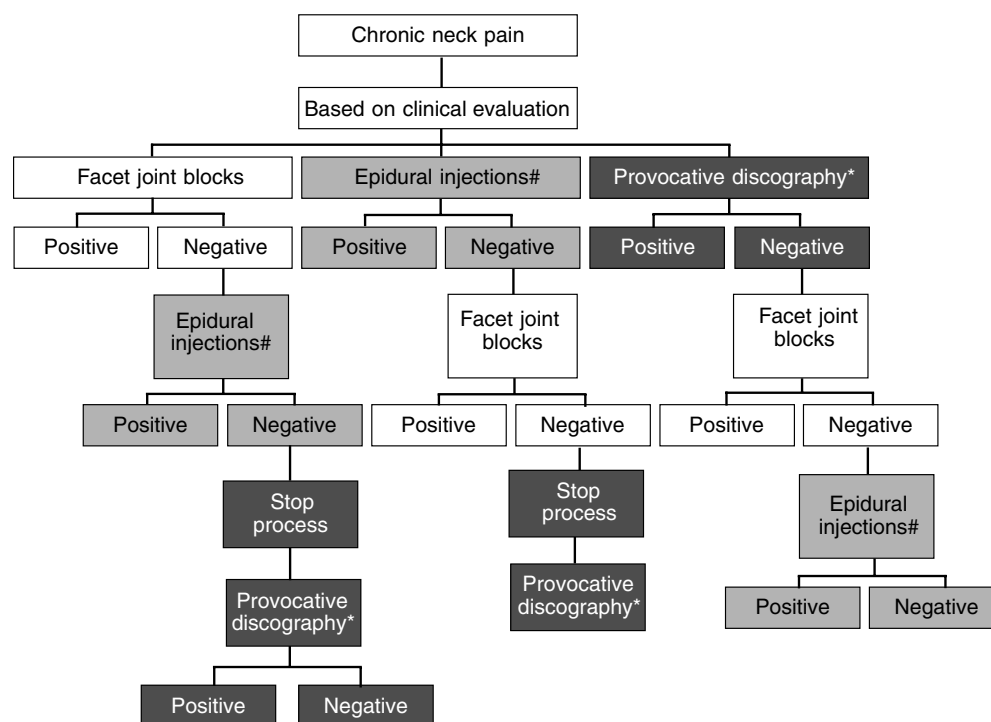 Chronic neck pain
Based on clinical evaluation
Facet joint blocks
Epidural injections#
Provocative discography*
Positive
Negative
Positive
Negative
Positive
Negative
Epidural
injections#
Facet joint
blocks
Facet joint
blocks
Positive
Negative
Positive
Negative
Positive
Negative
Stop
process
Stop
process
Epidural
injections#
Provocative
discography*
Provocative
discography*
Positive
Negative
Positive
Negative